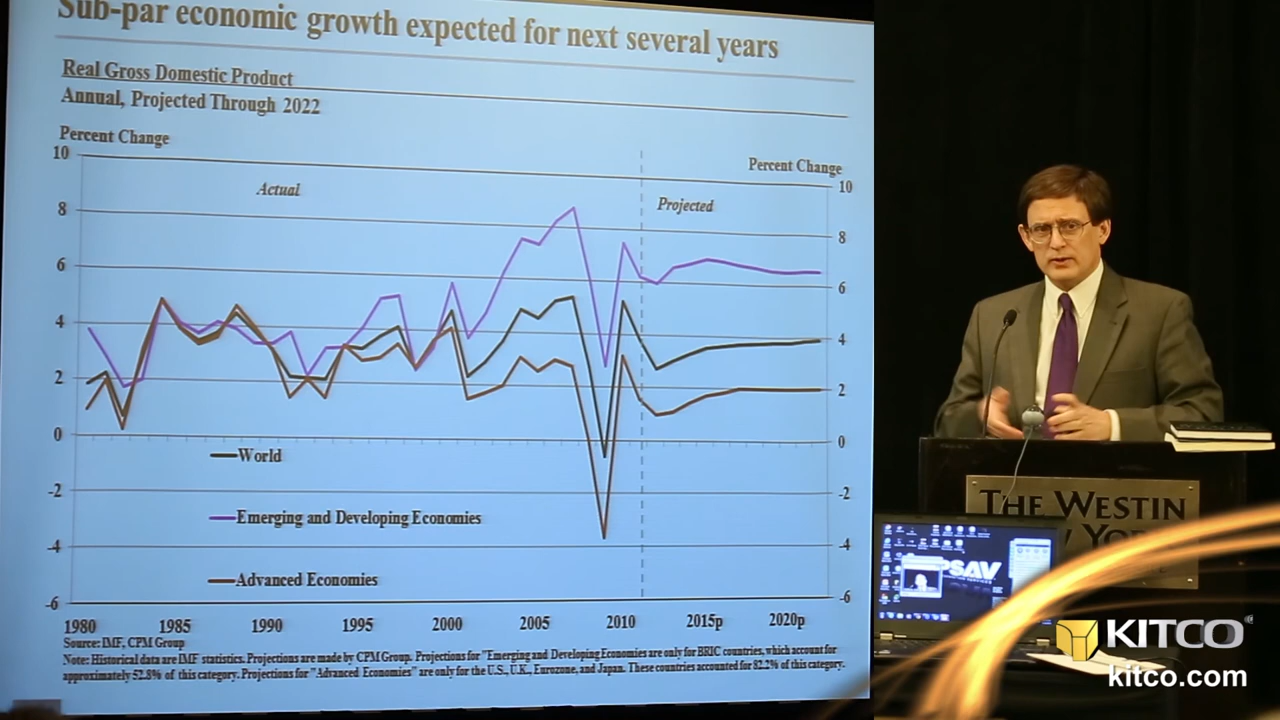 Sub-par economic growth expected for next several years
Real Gross Domestic Product
Annual, Projected Through 2022
Percent Change
Percent Change
10
8
6
4
2
0
-2
-4
-6
10
8
6
4
2
0
-2
-4
-6
Actual
Projected
World
Emerging and Developing Economies
Advanced Economies
1980 1985 1990 1995 2000 2005 2010 2015p 2020p
Source: IMF, CPM Group
Note: Historical data are IMF statistics. Projections are made by CPM Group. Projections for "Emerging and Developing Economies are only for BRIC countries, which account for
approximately 52.8% of this category. Projections for "Advanced Economies" are only for the U.S., U.K., Eurozone, and Japan. These countries accounted for 82.2% of this category.
THE WESTIN
PSAV
KITCO
kitco.com